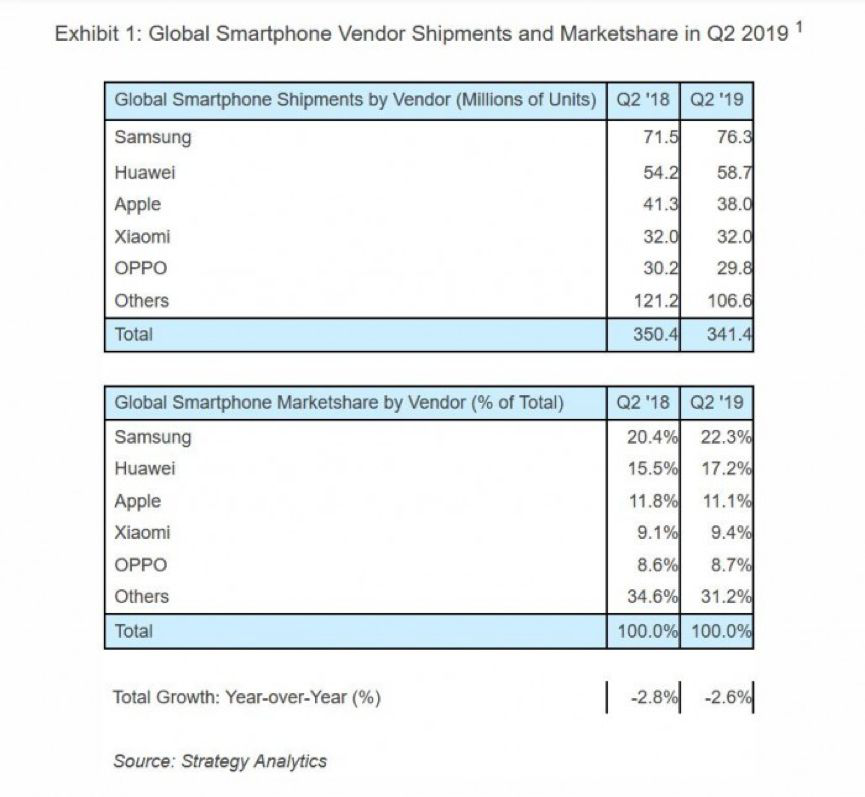 Exhibit 1: Global Smartphone Vendor Shipments and Marketshare in Q2 2019 1
Global Smartphone Shipments by Vendor (Millions of Units) Q2 '18 Q2 '19
Samsung 71.5 76.3
Huawei 54.2 58.7
Apple 41.3 38.0
Xiaomi 32.0 32.0
OPPO 30.2 29.8
Others 121.2 106.6
Total 350.4 341.4
Global Smartphone Marketshare by Vendor (% of Total) Q2 '18 Q2 '19
Samsung 20.4% 22.3%
Huawei 15.5% 17.2%
Apple 11.8% 11.1%
Xiaomi 9.1% 9.4%
OPPO 8.6% 8.7%
Others 34.6% 31.2%
Total 100.0% 100.0%
Total Growth: Year-over-Year (%) -2.8% -2.6%
Source: Strategy Analytics